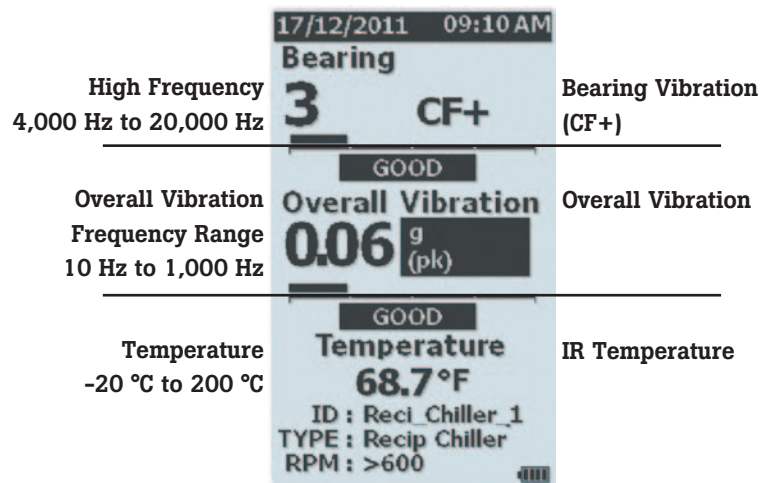 17/12/2011 09:10 AM
Bearing
High Frequency
4,000 Hz to 20,000 Hz
3 CF+
Bearing Vibration
(CF+)
GOOD
Overall Vibration
Frequency Range
10 Hz to 1,000 Hz
Overall Vibration
0.06 g
(pk)
Overall Vibration
GOOD
Temperature
-20 °C to 200 °C
Temperature
68.7 °F
IR Temperature
ID : Reci_Chiller_1
TYPE : Recip Chiller
RPM : >600